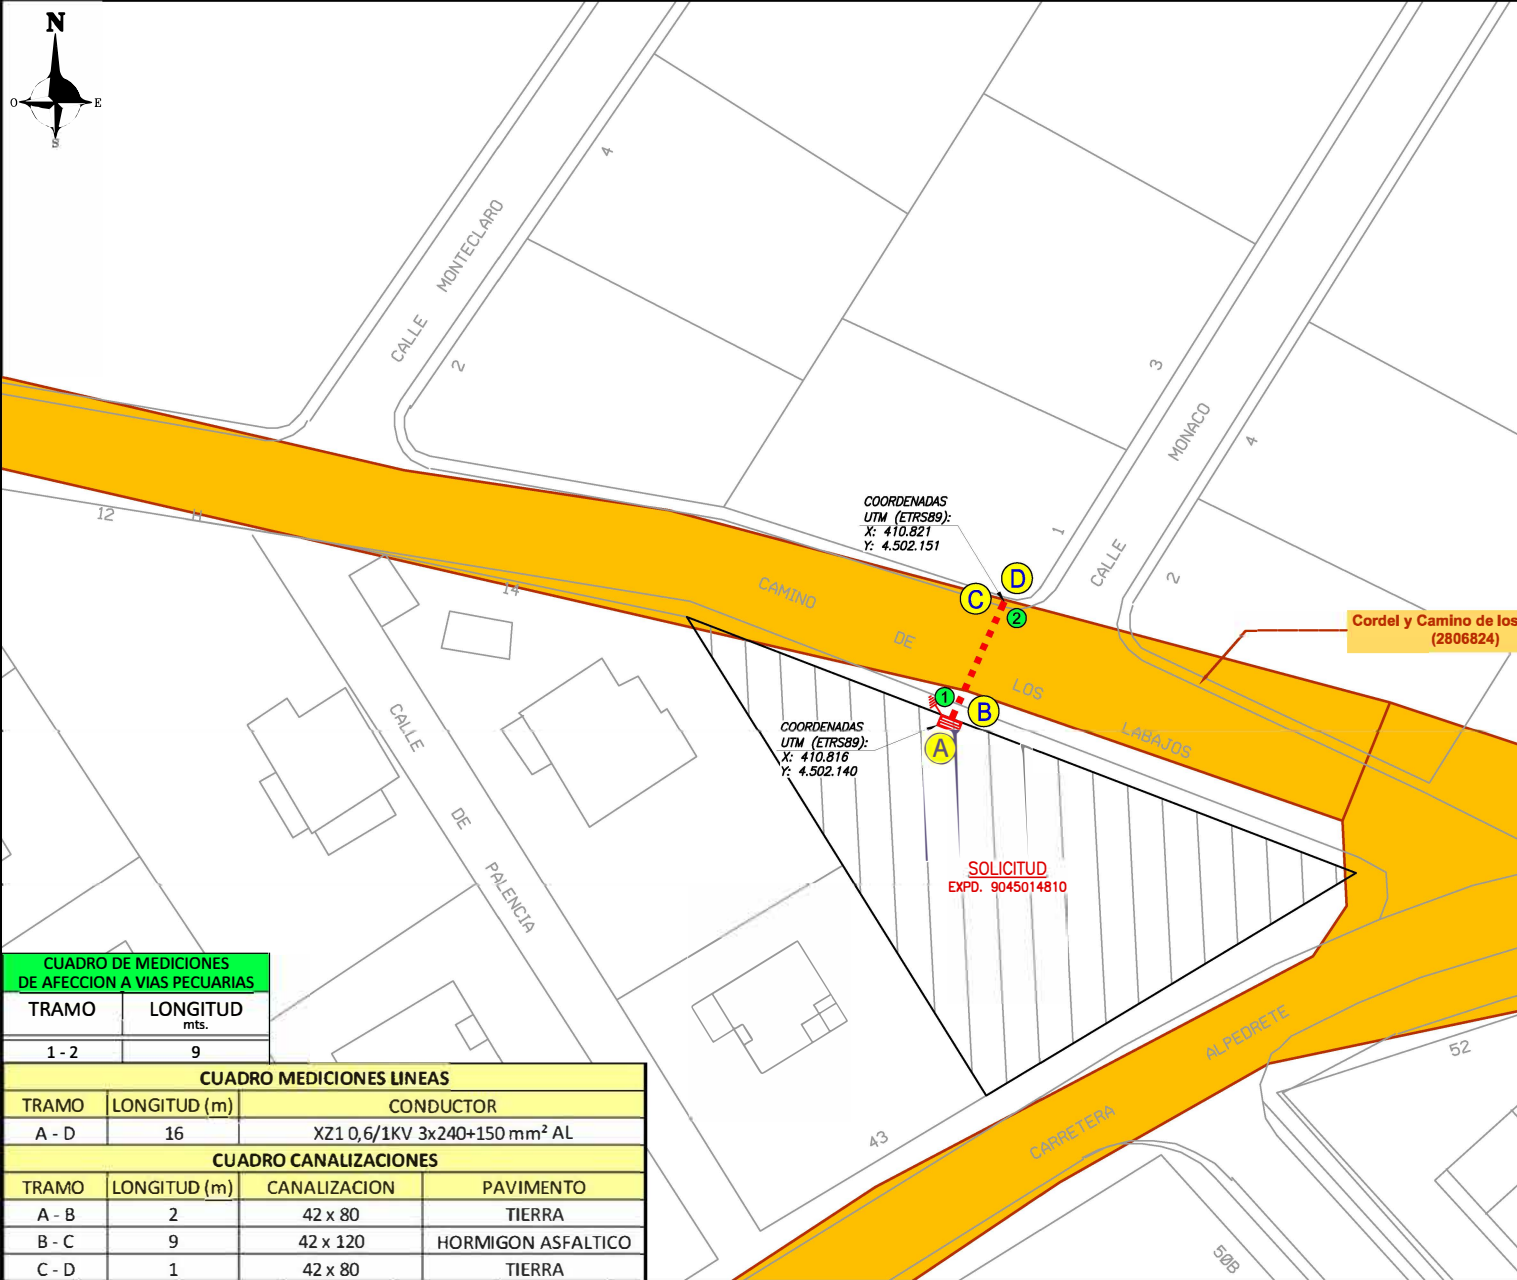 N
O
E
S
4
CALLE MONTECLARO
2
3
CALLE MONACO
4
1
2
COORDENADAS
UTM (ETRS89):
X: 410.821
Y: 4.502.151
D
C
2
Cordel y Camino de los
(2806824)
12
H
14
CAMINO DE LOS LABAJOS
1
B
A
COORDENADAS
UTM (ETRS89):
X: 410.816
Y: 4.502.140
CALLE DE PALENCIA
SOLICITUD
EXPD. 9045014810
CARRETERA ALPEDRETE
52
43
50B
CUADRO DE MEDICIONES
DE AFECCION A VIAS PECUARIAS
TRAMO LONGITUD
mts.
1 - 2 9
CUADRO MEDICIONES LINEAS
TRAMO LONGITUD (m) CONDUCTOR
A - D 16 XZ1 0,6/1KV 3x240+150 mm² AL
CUADRO CANALIZACIONES
TRAMO LONGITUD (m) CANALIZACION PAVIMENTO
A - B 2 42 x 80 TIERRA
B - C 9 42 x 120 HORMIGON ASFALTICO
C - D 1 42 x 80 TIERRA